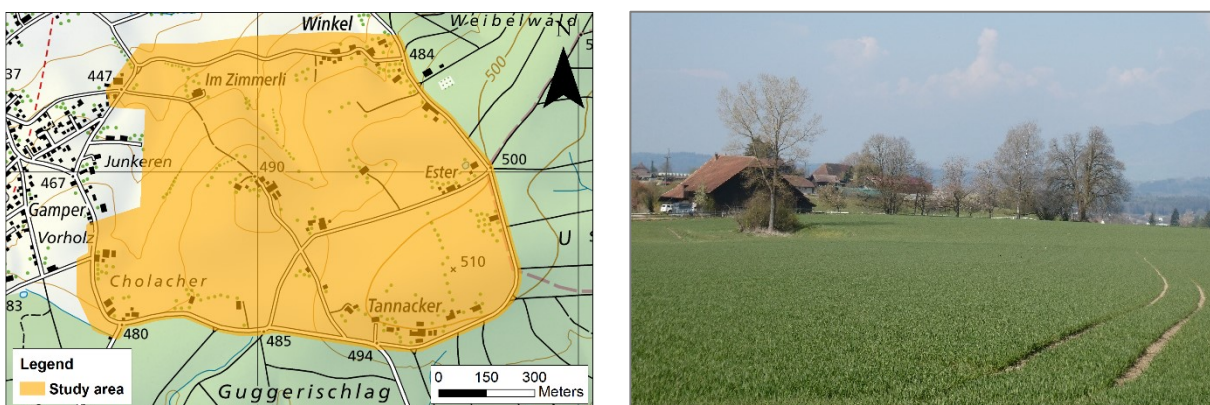 Winkel
Weibelwald
N
37
447
484
500
Im Zimmerli
Junkeren
490
500
Ester
467
Gamper
Vorholz
510
U S
Cholacher
83
Tannacker
480
485
494
Legend
Study area
Guggerischlag
0 150 300
Meters